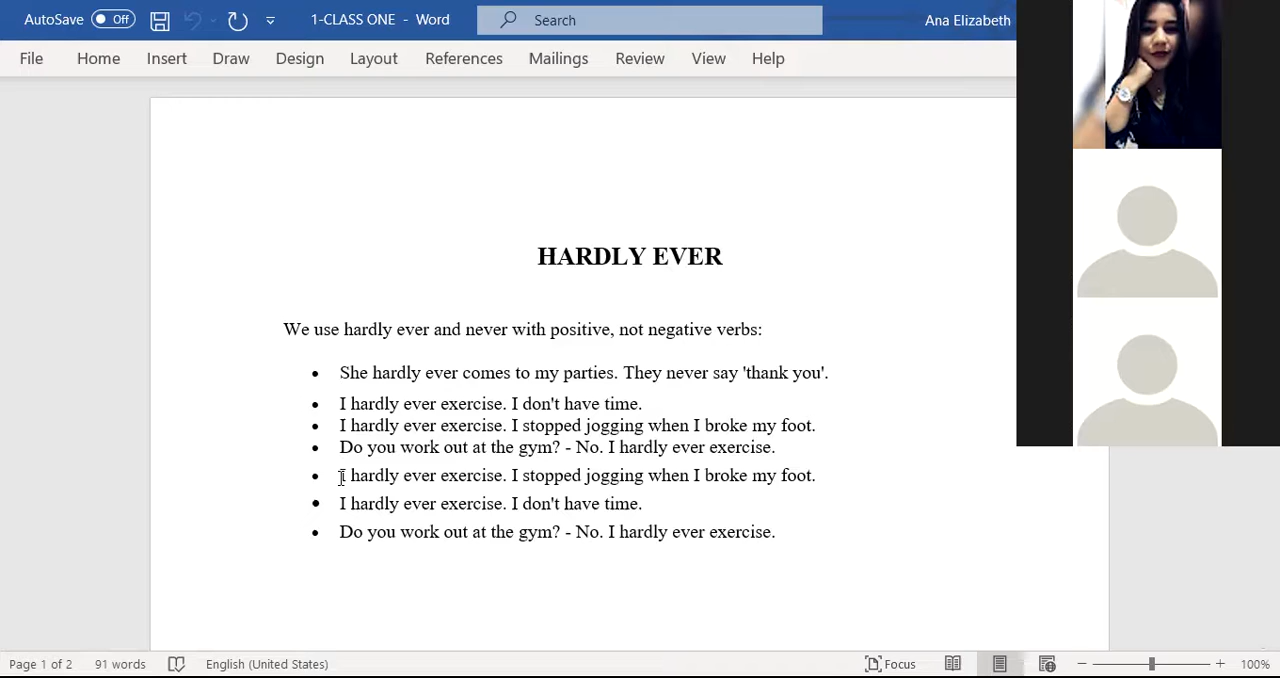 AutoSave Off 1-CLASS ONE - Word Search Ana Elizabeth
File Home Insert Draw Design Layout References Mailings Review View Help
HARDLY EVER
We use hardly ever and never with positive, not negative verbs:
• She hardly ever comes to my parties. They never say 'thank you'.
• I hardly ever exercise. I don't have time.
• I hardly ever exercise. I stopped jogging when I broke my foot.
• Do you work out at the gym? - No. I hardly ever exercise.
• I hardly ever exercise. I stopped jogging when I broke my foot.
• I hardly ever exercise. I don't have time.
• Do you work out at the gym? - No. I hardly ever exercise.
Page 1 of 2 91 words English (United States) Focus 100%